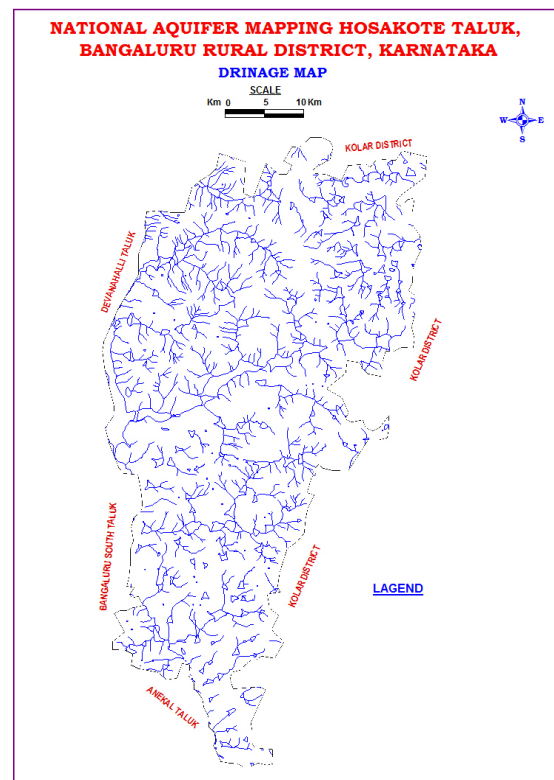 NATIONAL AQUIFER MAPPING HOSAKOTE TALUK,
BANGALURU RURAL DISTRICT, KARNATAKA
DRINAGE MAP
SCALE
Km 0 5 10 Km
N
W E
S
KOLAR DISTRICT
DEVANAHALLI TALUK
KOLAR DISTRICT
BANGALURU SOUTH TALUK
KOLAR DISTRICT
LAGEND
ANEKAL TALUK